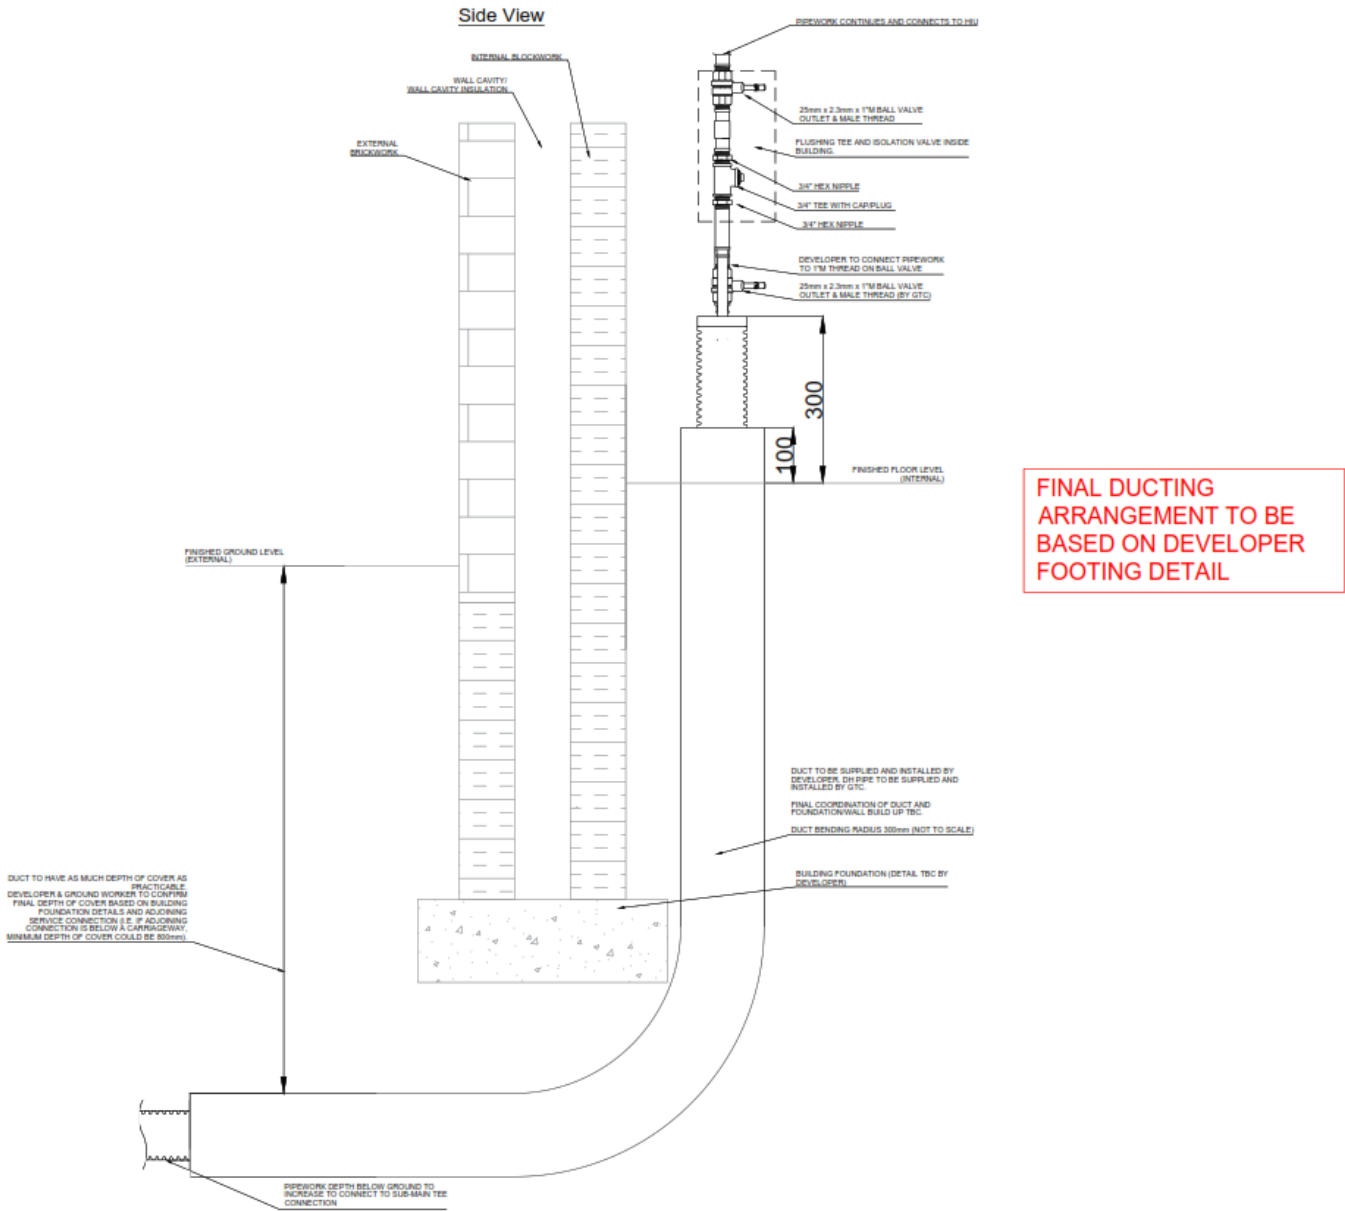 Side View
PIPEWORK CONTINUES AND CONNECTS TO HIU
INTERNAL BLOCKWORK
WALL CAVITY/
WALL CAVITY INSULATION
EXTERNAL
BRICKWORK
25mm x 2.3mm x 1"M BALL VALVE
OUTLET & MALE THREAD
FLUSHING TEE AND ISOLATION VALVE INSIDE
BUILDING.
3/4" HEX NIPPLE
3/4" TEE WITH CAP/PLUG
3/4" HEX NIPPLE
DEVELOPER TO CONNECT PIPEWORK
TO 1"M THREAD ON BALL VALVE
25mm x 2.3mm x 1"M BALL VALVE
OUTLET & MALE THREAD (BY GTC)
300
100
FINISHED FLOOR LEVEL
(INTERNAL)
FINAL DUCTING
ARRANGEMENT TO BE
BASED ON DEVELOPER
FOOTING DETAIL
FINISHED GROUND LEVEL
(EXTERNAL)
DUCT TO BE SUPPLIED AND INSTALLED BY
DEVELOPER. DH PIPE TO BE SUPPLIED AND
INSTALLED BY GTC.
FINAL COORDINATION OF DUCT AND
FOUNDATION/WALL BUILD UP TBC.
DUCT BENDING RADIUS 300mm (NOT TO SCALE)
BUILDING FOUNDATION (DETAIL TBC BY
DEVELOPER)
DUCT TO HAVE AS MUCH DEPTH OF COVER AS
PRACTICABLE.
DEVELOPER & GROUND WORKER TO CONFIRM
FINAL DEPTH OF COVER BASED ON BUILDING
FOUNDATION DETAILS AND ADJOINING
SERVICE CONNECTION (I.E. IF ADJOINING
CONNECTION IS BELOW A CARRIAGEWAY,
MINIMUM DEPTH OF COVER COULD BE 800mm).
PIPEWORK DEPTH BELOW GROUND TO
INCREASE TO CONNECT TO SUB-MAIN TEE
CONNECTION